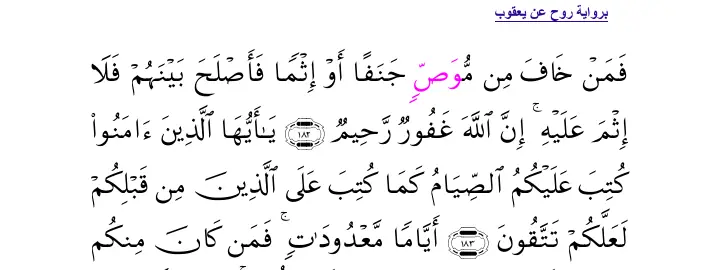 برواية روح عن يعقوب
فَمَنْ خَافَ مِن مُّوَصٍّ جَنَفًا أَوْ إِثْمًا فَأَصْلَحَ بَيْنَهُمْ فَلَا
إِثْمَ عَلَيْهِ ۚ إِنَّ ٱللَّهَ غَفُورٌ رَّحِيمٌ ١٨٢ يَـٰٓأَيُّهَا ٱلَّذِينَ ءَامَنُوا۟
كُتِبَ عَلَيْكُمُ ٱلصِّيَامُ كَمَا كُتِبَ عَلَى ٱلَّذِينَ مِن قَبْلِكُمْ
لَعَلَّكُمْ تَتَّقُونَ ١٨٣ أَيَّامًا مَّعْدُودَٰتٍ ۚ فَمَن كَانَ مِنكُم